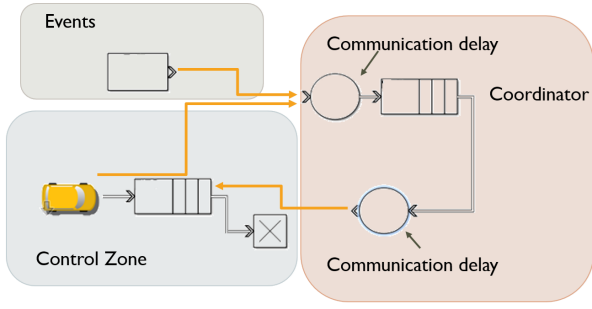 Events
Communication delay
Coordinator
Control Zone
Communication delay